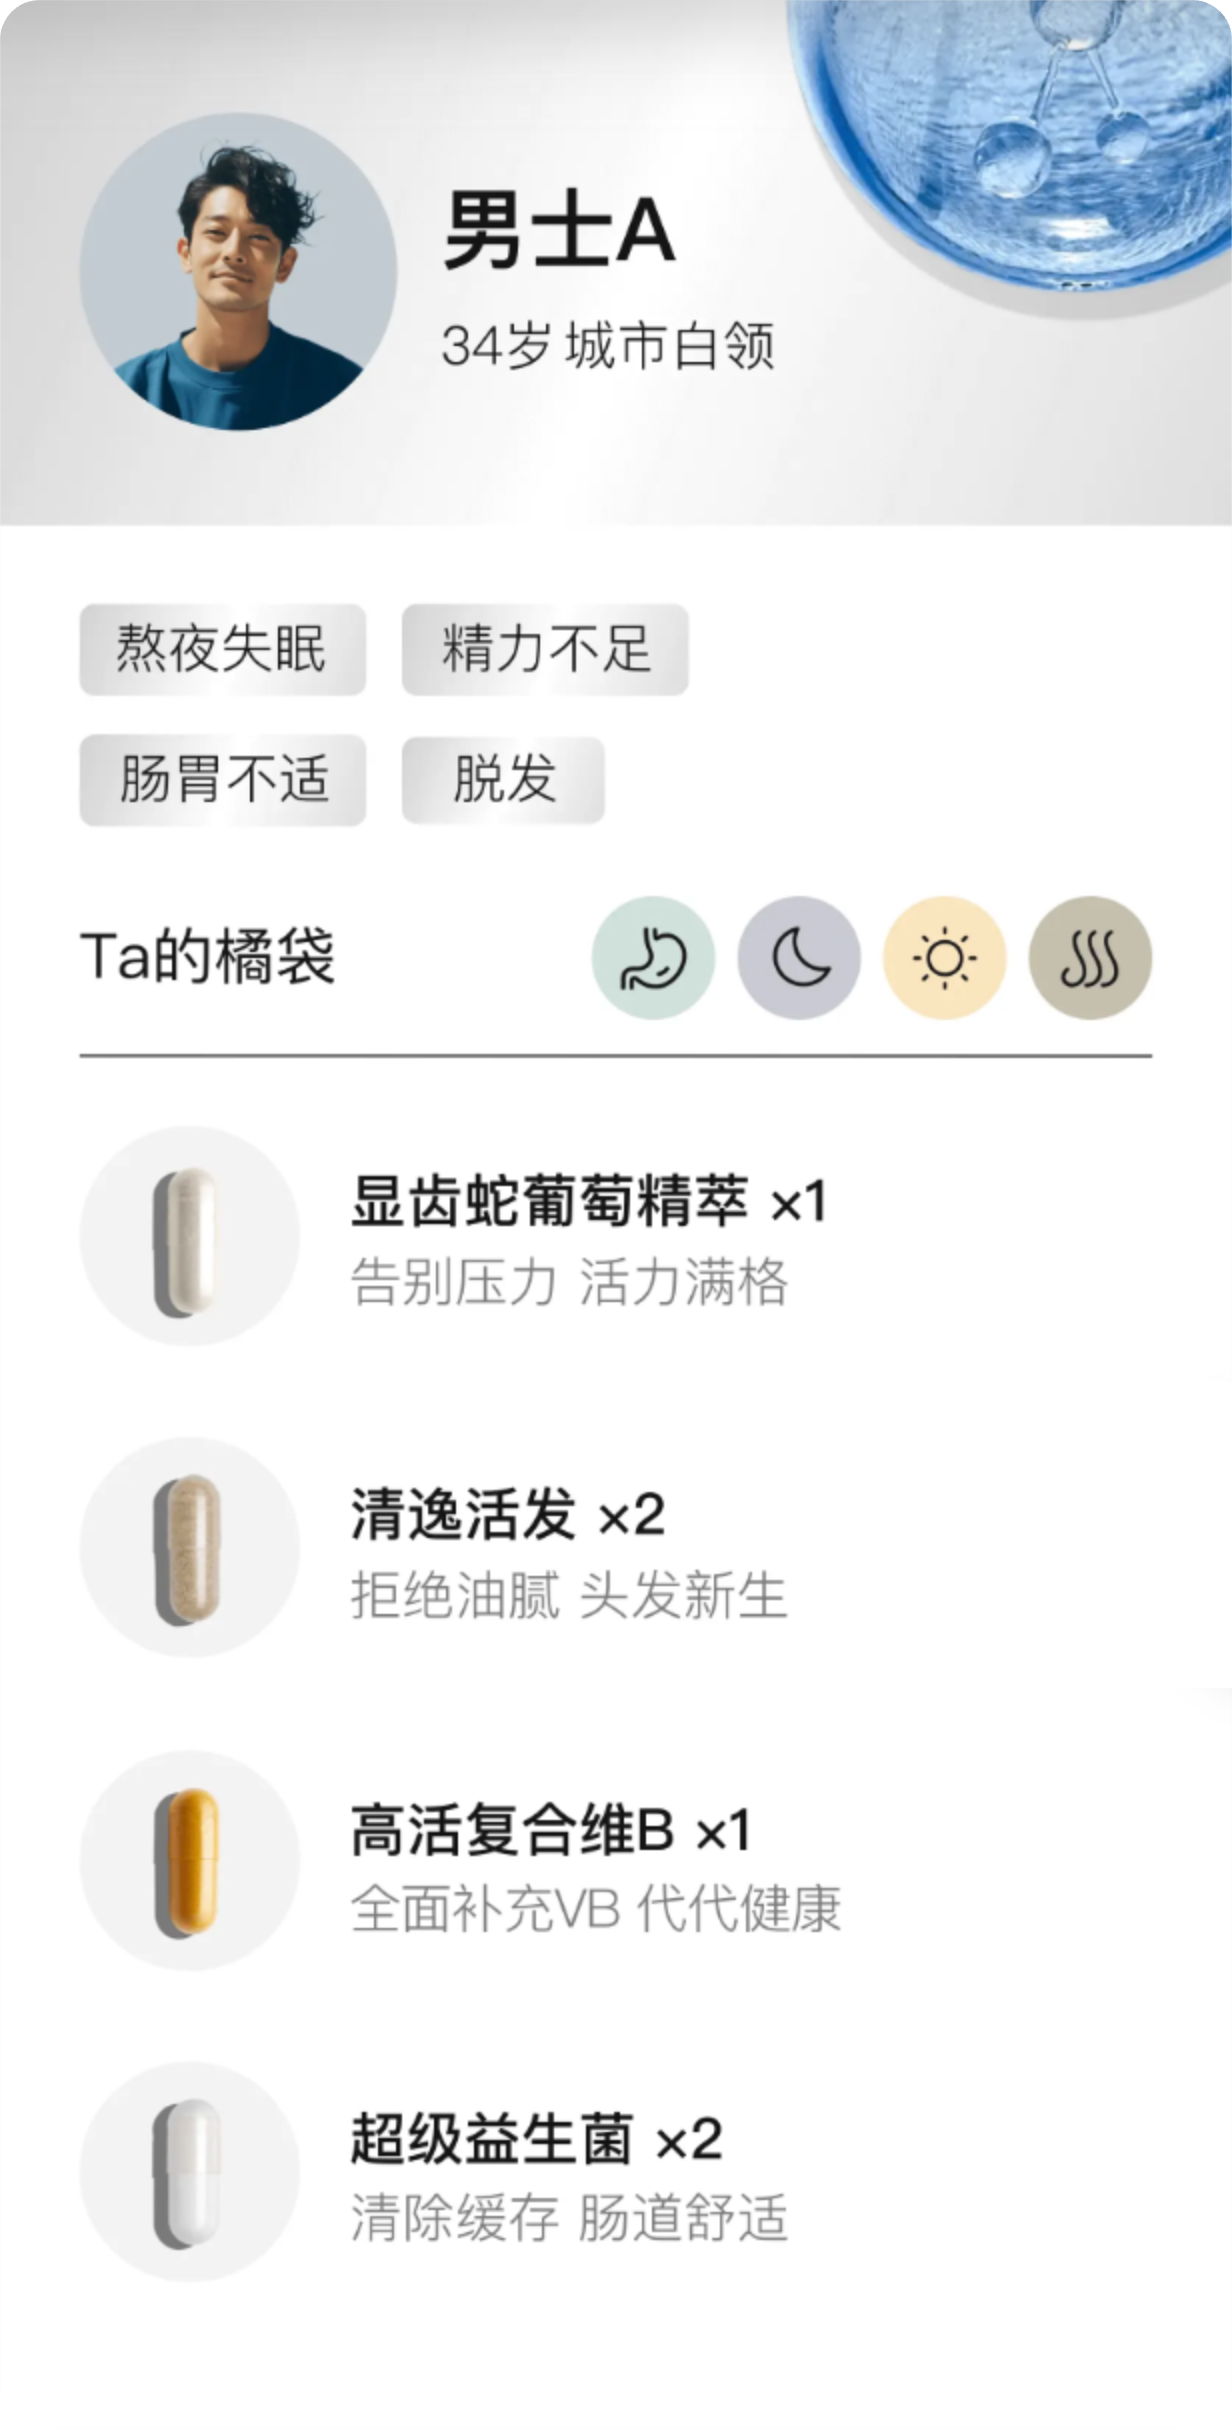 男士A
34岁 城市白领
熬夜失眠 精力不足
肠胃不适 脱发
Ta的橘袋
显齿蛇葡萄精萃 ×1
告别压力 活力满格
清逸活发 ×2
拒绝油腻 头发新生
高活复合维B ×1
全面补充VB 代代健康
超级益生菌 ×2
清除缓存 肠道舒适